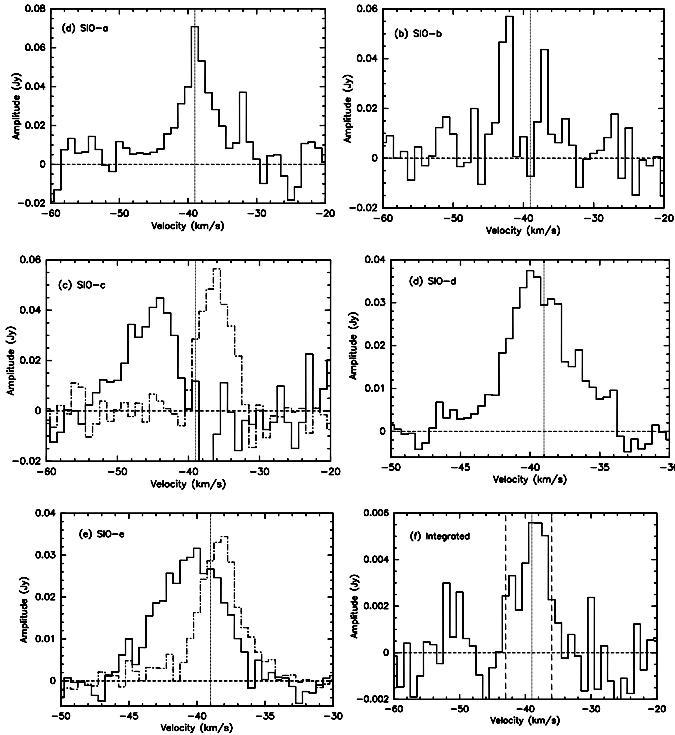 0.08
0.06
0.04
0.02
0
-0.02
Amplitude (Jy)
(d) SIO-a
-60 -50 -40 -30 -20
Velocity (km/s)
0.06
0.04
0.02
0
-0.02
Amplitude (Jy)
(b) SIO-b
-60 -50 -40 -30 -20
Velocity (km/s)
0.06
0.04
0.02
0
-0.02
Amplitude (Jy)
(c) SIO-c
-60 -50 -40 -30 -20
Velocity (km/s)
0.04
0.03
0.02
0.01
0
Amplitude (Jy)
(d) SIO-d
-50 -45 -40 -35 -30
Velocity (km/s)
0.04
0.03
0.02
0.01
0
Amplitude (Jy)
(e) SIO-e
-50 -45 -40 -35 -30
Velocity (km/s)
0.006
0.004
0.002
0
-0.002
Amplitude (Jy)
(f) Integrated
-60 -50 -40 -30 -20
Velocity (km/s)